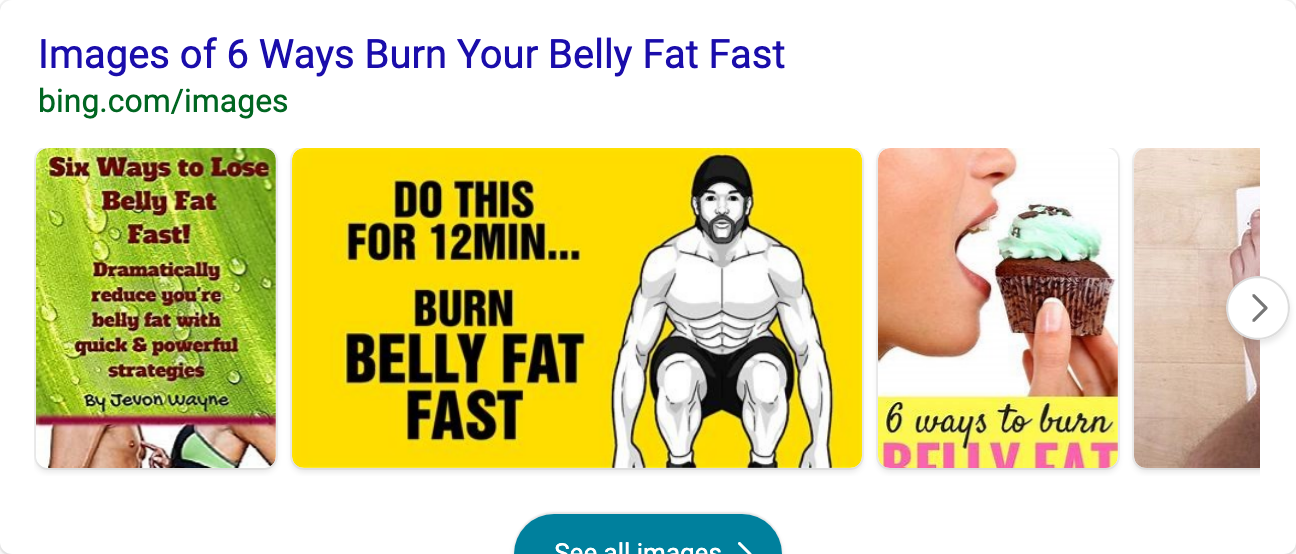 Images of 6 Ways Burn Your Belly Fat Fast
bing.com/images
Six Ways to Lose
Belly Fat
Fast!
Dramatically
reduce you're
belly fat with
quick & powerful
strategies
By Jevon Wayne
DO THIS
FOR 12MIN...
BURN
BELLY FAT
FAST
6 ways to burn
BELLY FAT
See all images